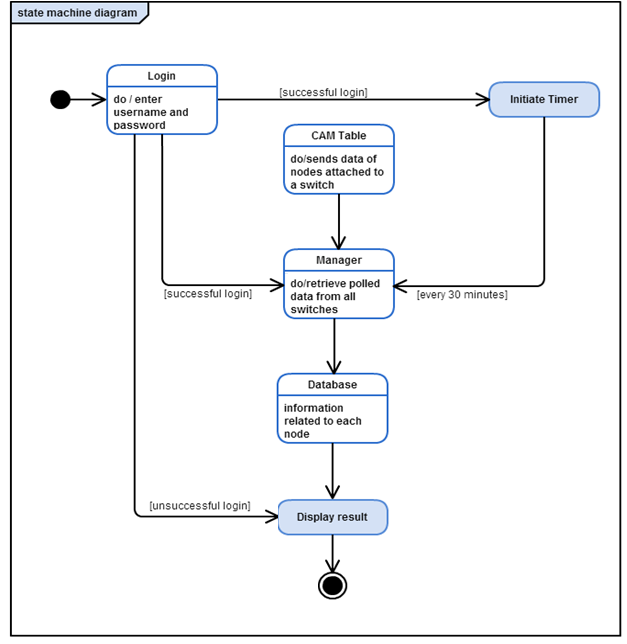 state machine diagram
Login
do / enter
username and
password
[successful login]
Initiate Timer
CAM Table
do/sends data of
nodes attached to
a switch
Manager
do/retrieve polled
data from all
switches
[successful login]
[every 30 minutes]
Database
information
related to each
node
[unsuccessful login]
Display result